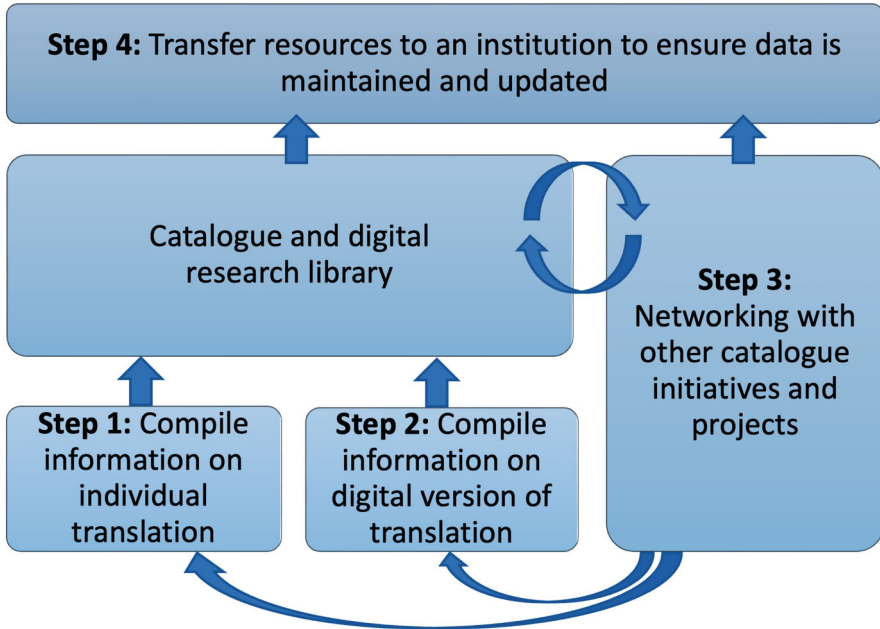 Step 4: Transfer resources to an institution to ensure data is
maintained and updated
Catalogue and digital
research library
Step 3:
Networking with
other catalogue
initiatives and
projects
Step 1: Compile
information on
individual
translation
Step 2: Compile
information on
digital version of
translation